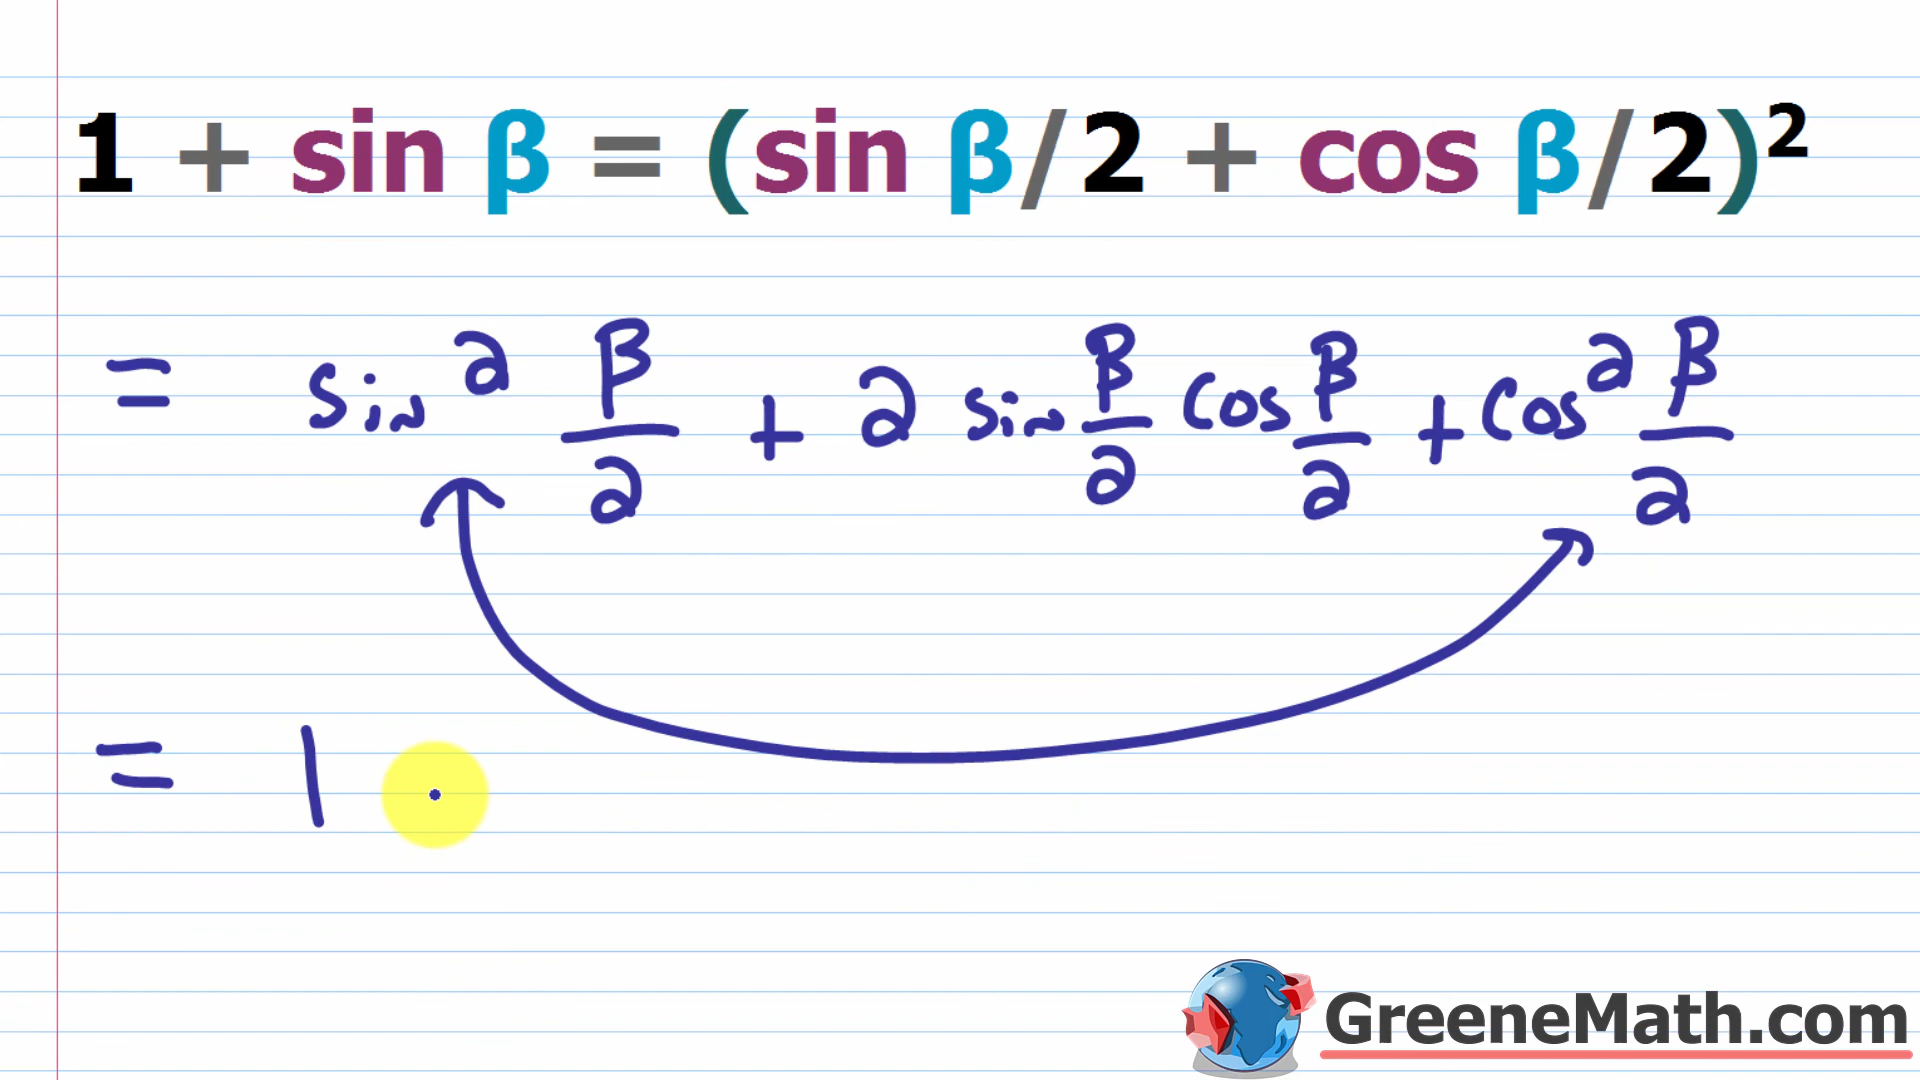 1 + sin β = (sin β/2 + cos β/2)²
= sin² β/2 + 2 sin β/2 cos β/2 + cos² β/2
= 1
GreeneMath.com